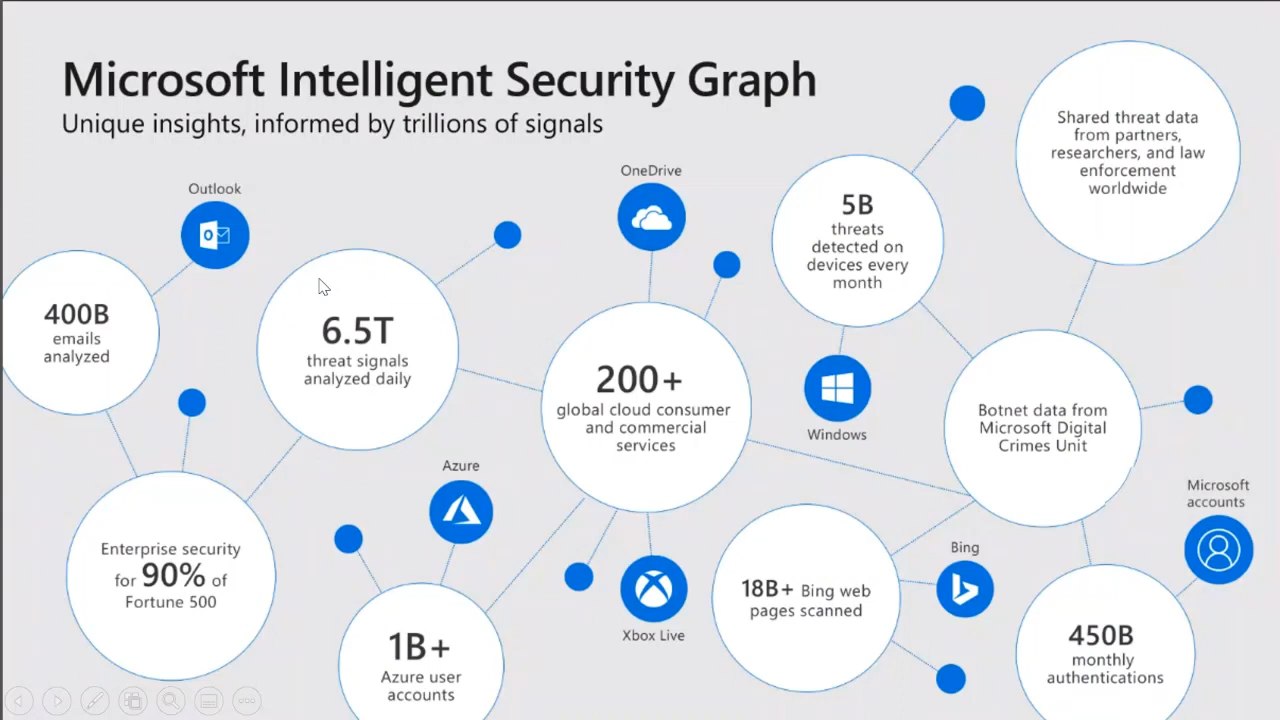 Microsoft Intelligent Security Graph
Unique insights, informed by trillions of signals
Outlook
400B
emails
analyzed
6.5T
threat signals
analyzed daily
OneDrive
200+
global cloud consumer
and commercial
services
5B
threats
detected on
devices every
month
Shared threat data
from partners,
researchers, and law
enforcement
worldwide
Windows
Botnet data from
Microsoft Digital
Crimes Unit
Microsoft
accounts
Enterprise security
for 90% of
Fortune 500
Azure
1B+
Azure user
accounts
Xbox Live
18B+ Bing web
pages scanned
Bing
450B
monthly
authentications